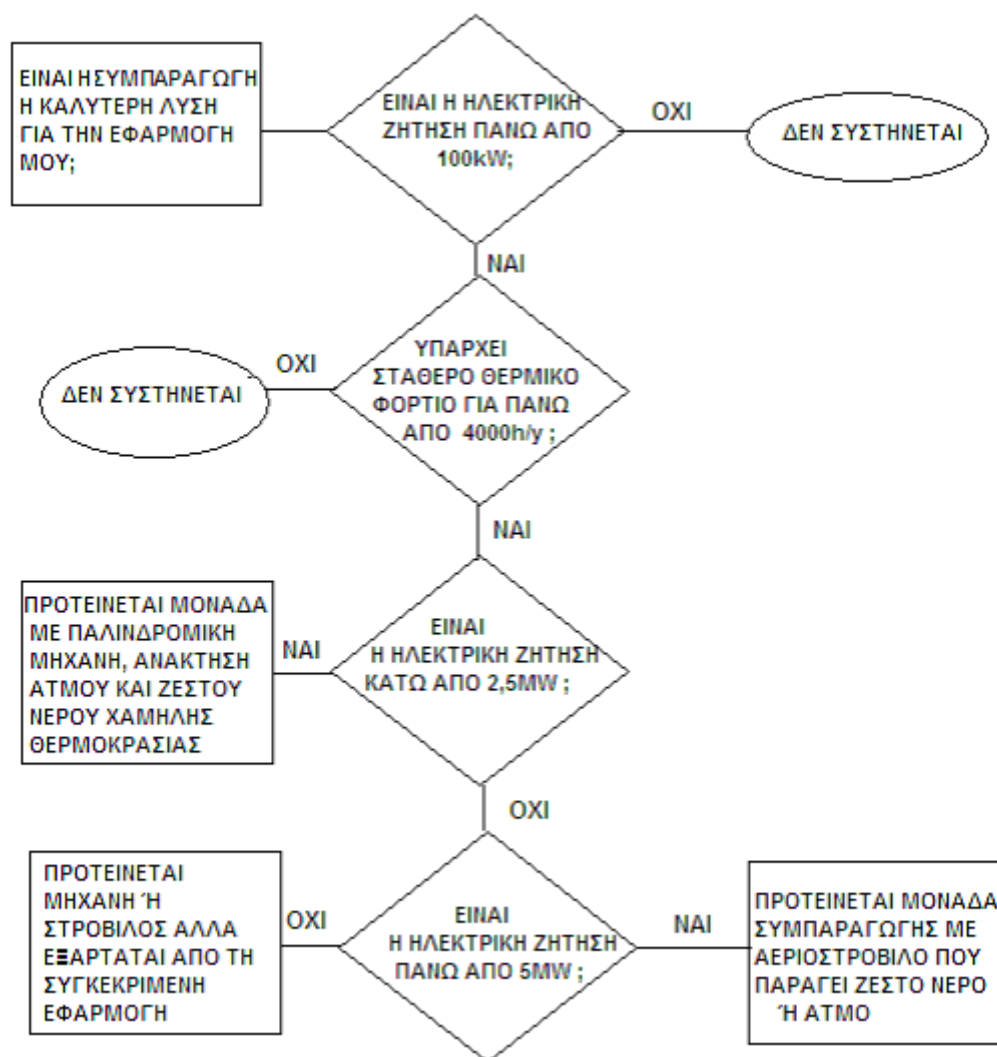 ΕΙΝΑΙ Η ΣΥΜΠΑΡΑΓΩΓΗ
Η ΚΑΛΥΤΕΡΗ ΛΥΣΗ
ΓΙΑ ΤΗΝ ΕΦΑΡΜΟΓΗ
ΜΟΥ;
ΕΙΝΑΙ Η ΗΛΕΚΤΡΙΚΗ
ΖΗΤΗΣΗ ΠΑΝΩ ΑΠΟ
100kW;
ΟΧΙ
ΔΕΝ ΣΥΣΤΗΝΕΤΑΙ
ΝΑΙ
ΥΠΑΡΧΕΙ
ΣΤΑΘΕΡΟ ΘΕΡΜΙΚΟ
ΦΟΡΤΙΟ ΓΙΑ ΠΑΝΩ
ΑΠΟ 4000h/y ;
ΟΧΙ
ΔΕΝ ΣΥΣΤΗΝΕΤΑΙ
ΝΑΙ
ΕΙΝΑΙ
Η ΗΛΕΚΤΡΙΚΗ ΖΗΤΗΣΗ
ΚΑΤΩ ΑΠΟ 2,5MW ;
ΝΑΙ
ΠΡΟΤΕΙΝΕΤΑΙ ΜΟΝΑΔΑ
ΜΕ ΠΑΛΙΝΔΡΟΜΙΚΗ
ΜΗΧΑΝΗ, ΑΝΑΚΤΗΣΗ
ΑΤΜΟΥ ΚΑΙ ΖΕΣΤΟΥ
ΝΕΡΟΥ ΧΑΜΗΛΗΣ
ΘΕΡΜΟΚΡΑΣΙΑΣ
ΟΧΙ
ΕΙΝΑΙ
Η ΗΛΕΚΤΡΙΚΗ ΖΗΤΗΣΗ
ΠΑΝΩ ΑΠΟ 5MW ;
ΟΧΙ
ΠΡΟΤΕΙΝΕΤΑΙ
ΜΗΧΑΝΗ Ή
ΣΤΡΟΒΙΛΟΣ ΑΛΛΑ
ΕΞΑΡΤΑΤΑΙ ΑΠΟ ΤΗ
ΣΥΓΚΕΚΡΙΜΕΝΗ
ΕΦΑΡΜΟΓΗ
ΝΑΙ
ΠΡΟΤΕΙΝΕΤΑΙ ΜΟΝΑΔΑ
ΣΥΜΠΑΡΑΓΩΓΗΣ ΜΕ
ΑΕΡΙΟΣΤΡΟΒΙΛΟ ΠΟΥ
ΠΑΡΑΓΕΙ ΖΕΣΤΟ ΝΕΡΟ
Ή ΑΤΜΟ